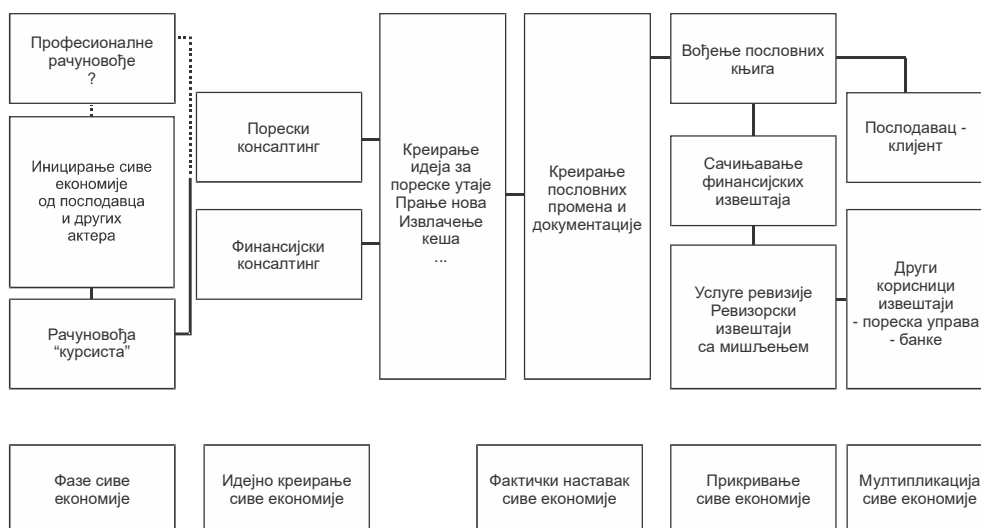 Професионалне
рачуновође
?
Иницирање сиве
економије
од послодавца
и других
актера
Рачуновођа
“курсиста”
Порески
консалтинг
Финансијски
консалтинг
Креирање
идеја за
пореске утаје
Прање нова
Извлачење
кеша
...
Креирање
пословних
промена и
документације
Вођење пословних
књига
Сачињавање
финансијских
извештаја
Услуге ревизије
Ревизорски
извештаји
са мишљењем
Послодавац -
клијент
Други
корисници
извештаји
- пореска управа
- банке
Фазе сиве
економије
Идејно креирање
сиве економије
Фактички наставак
сиве економије
Прикривање
сиве економије
Мултипликација
сиве економије